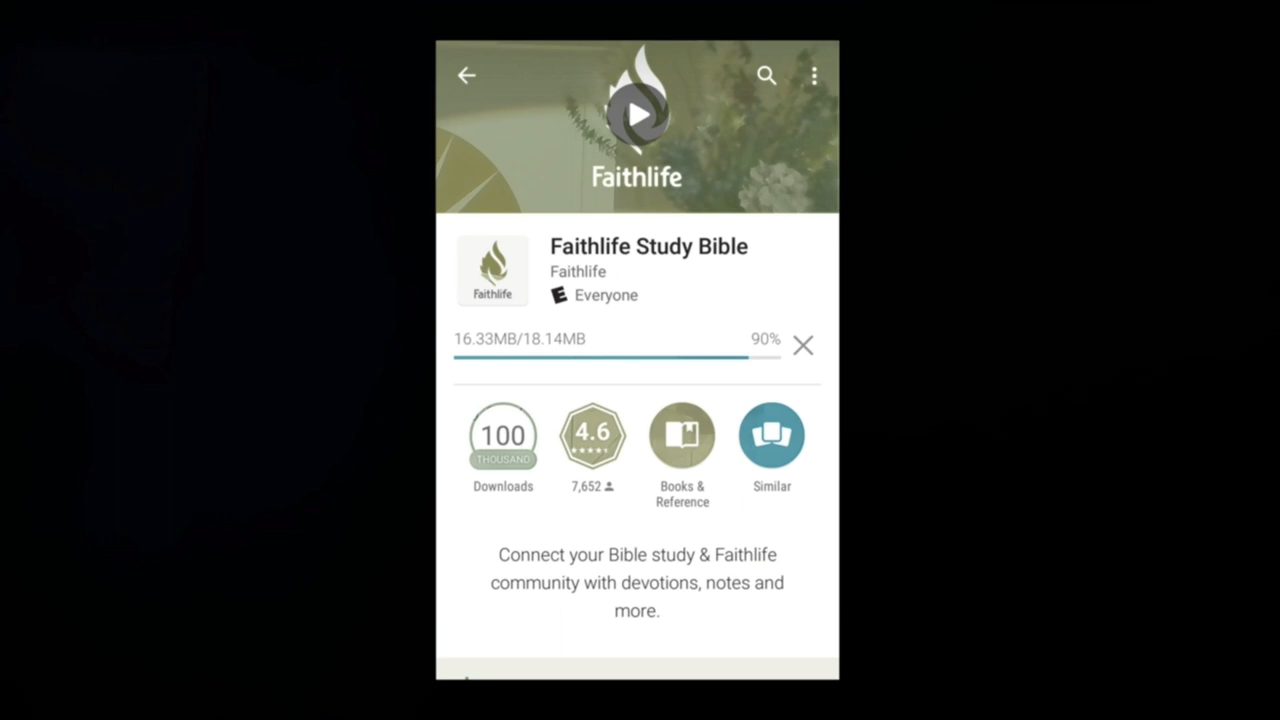 Faithlife
Faithlife Study Bible
Faithlife
Faithlife
E Everyone
16.33MB/18.14MB 90%
100
THOUSAND
4.6
Downloads
7,652
Books &
Reference
Similar
Connect your Bible study & Faithlife
community with devotions, notes and
more.